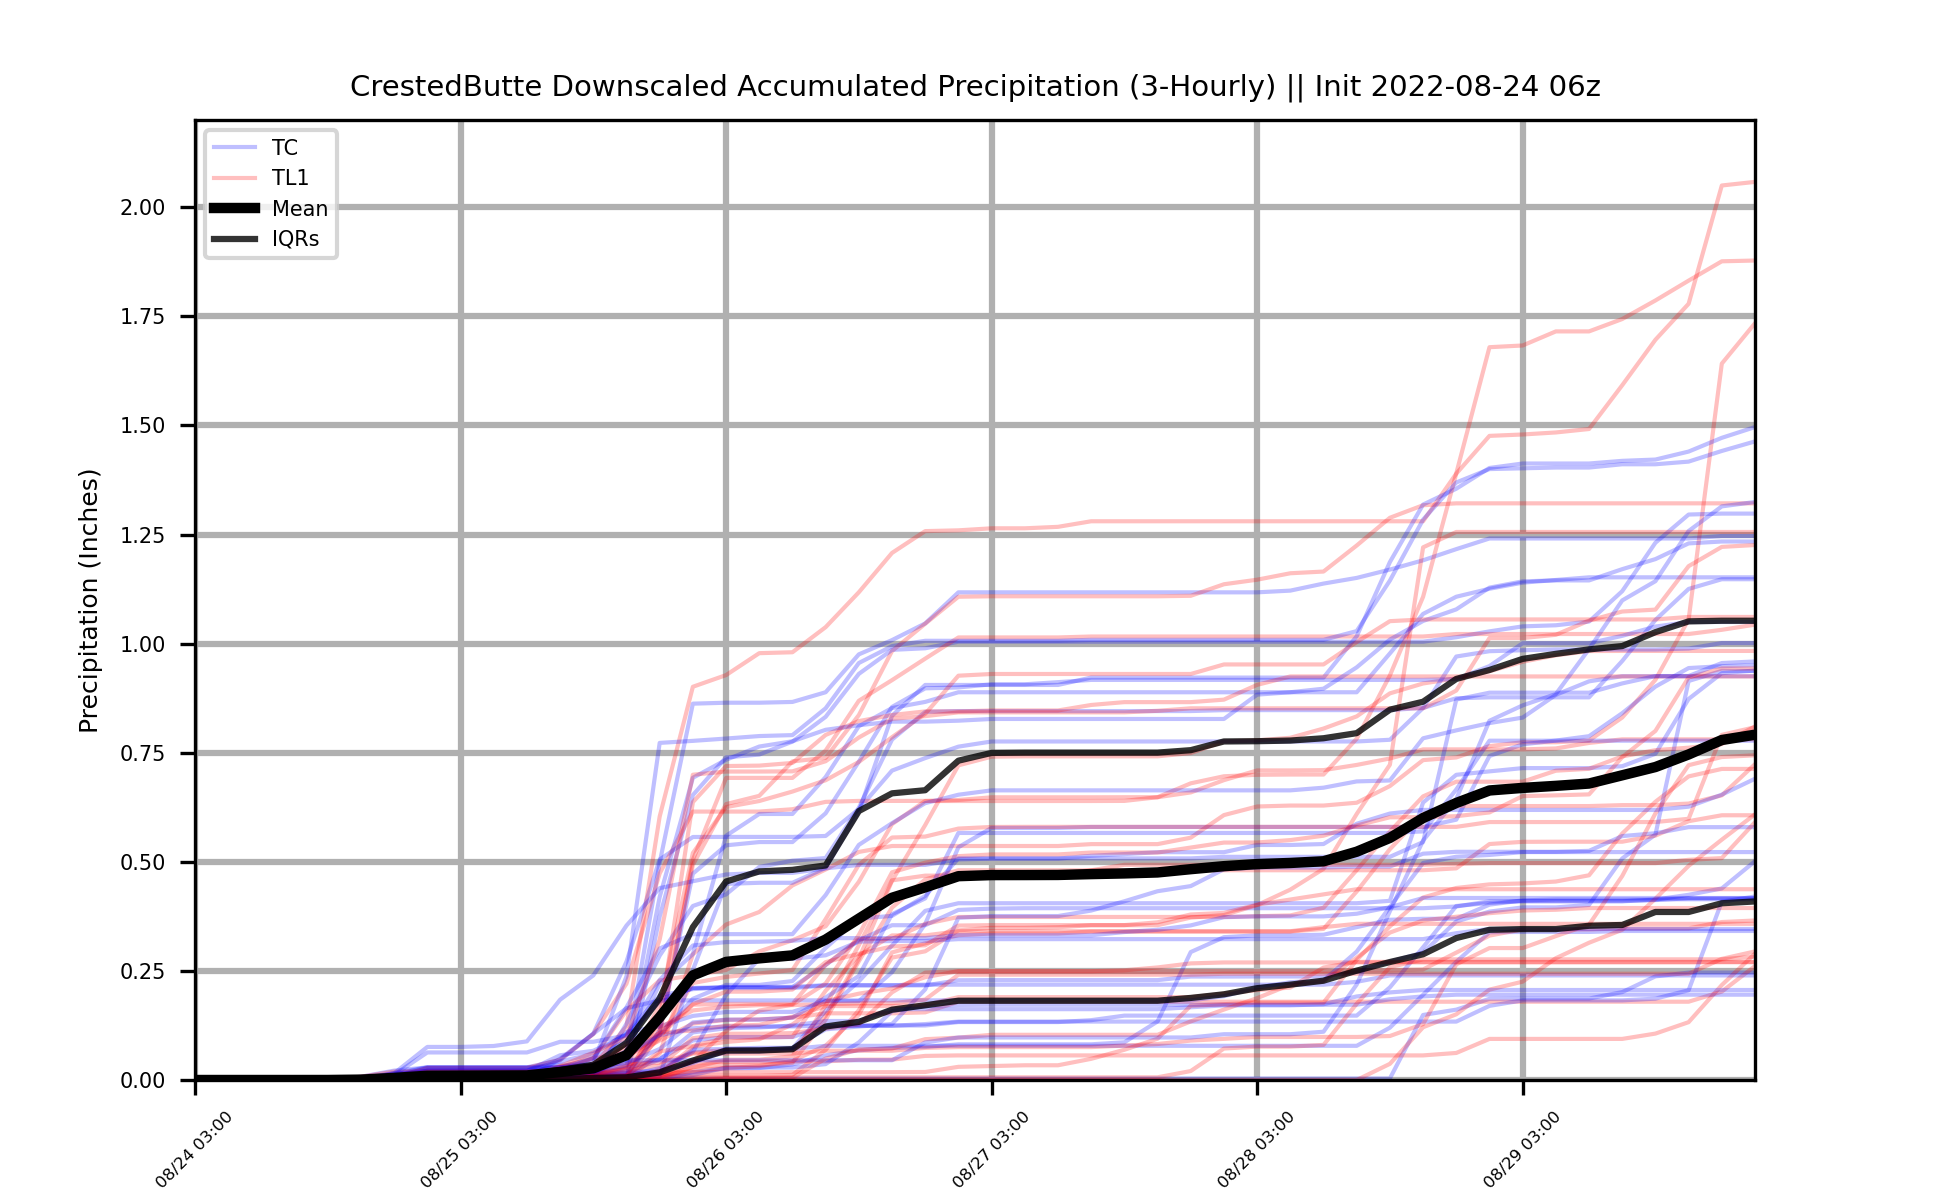 CrestedButte Downscaled Accumulated Precipitation (3-Hourly) || Init 2022-08-24 06z
TC
TL1
Mean
IQRs
Precipitation (Inches)
2.00
1.75
1.50
1.25
1.00
0.75
0.50
0.25
0.00
08/24 03:00
08/25 03:00
08/26 03:00
08/27 03:00
08/28 03:00
08/29 03:00